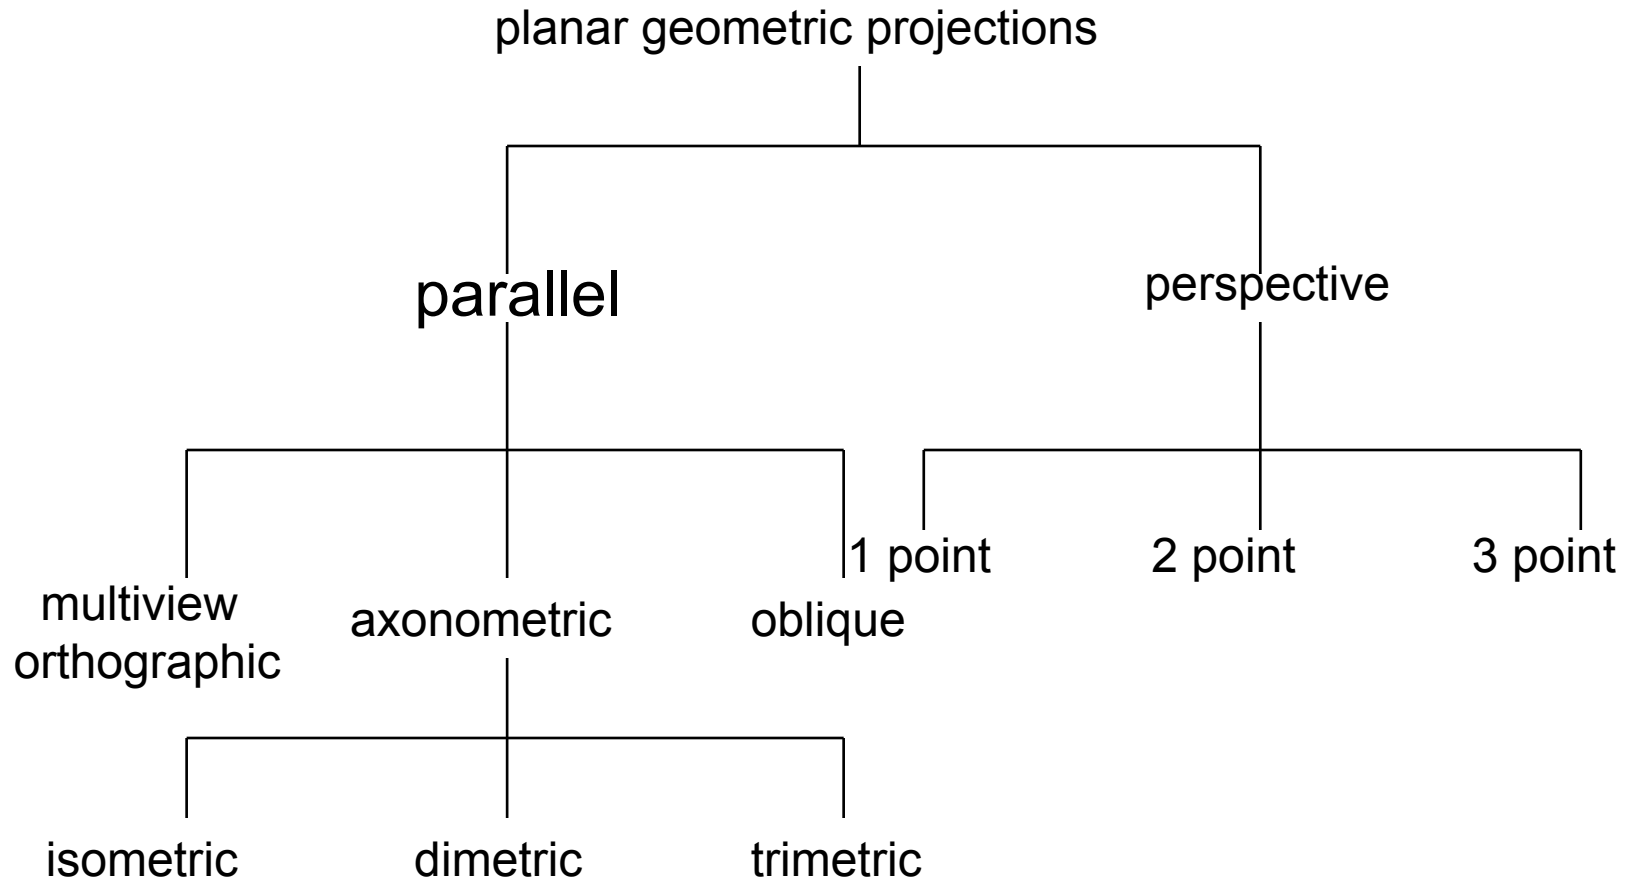 planar geometric projections
parallel
perspective
1 point
2 point
3 point
multiview
orthographic
axonometric
oblique
isometric
dimetric
trimetric